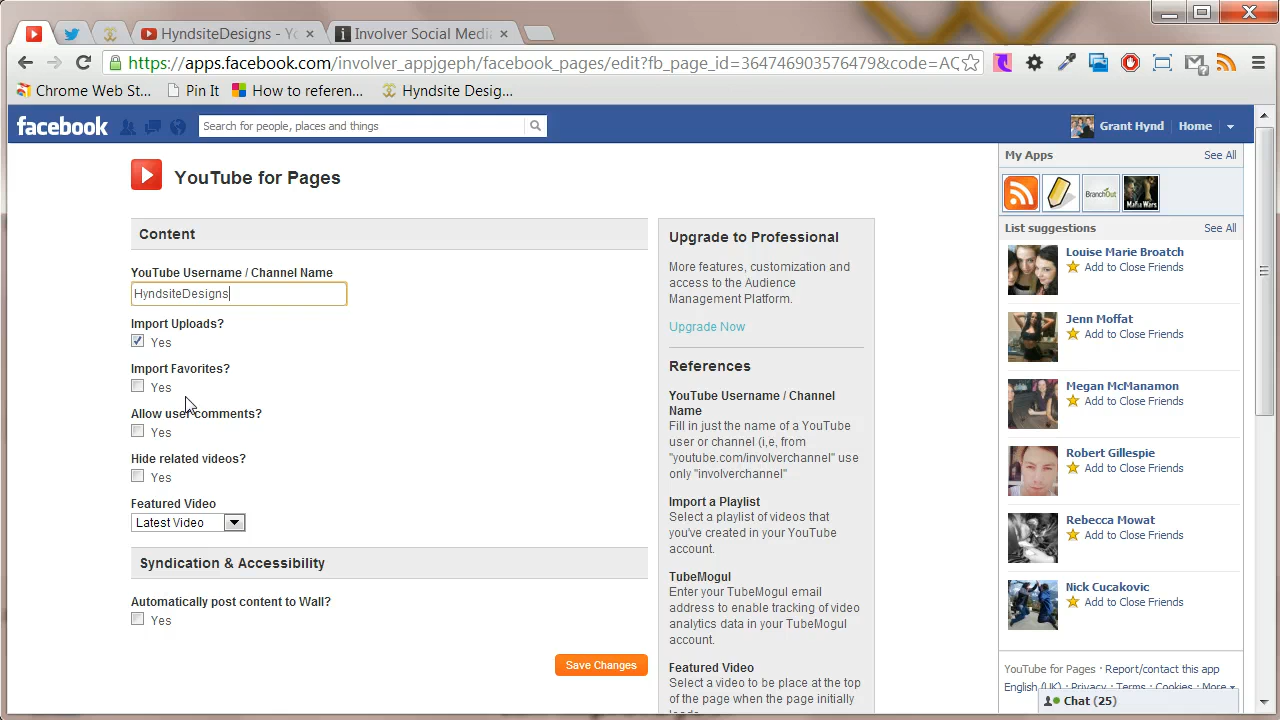 HyndsiteDesigns - Yo
Involver Social Media
https://apps.facebook.com/involver_appjgeph/facebook_pages/edit?fb_page_id=364746903576479&code=AQ
Chrome Web St...
Pin It
How to referen...
Hyndsite Desig...
facebook
Search for people, places and things
Grant Hynd
Home
YouTube for Pages
Content
YouTube Username / Channel Name
HyndsiteDesigns
Import Uploads?
Yes
Import Favorites?
Yes
Allow user comments?
Yes
Hide related videos?
Yes
Featured Video
Latest Video
Syndication & Accessibility
Automatically post content to Wall?
Yes
Save Changes
Upgrade to Professional
More features, customization and
access to the Audience
Management Platform.
Upgrade Now
References
YouTube Username / Channel
Name
Fill in just the name of a YouTube
user or channel (i,e, from
"youtube.com/involverchannel" use
only "involverchannel"
Import a Playlist
Select a playlist of videos that
you've created in your YouTube
account.
TubeMogul
Enter your TubeMogul email
address to enable tracking of video
analytics data in your TubeMogul
account.
Featured Video
Select a video to be place at the top
of the page when the page initially
My Apps
See All
BranchOut
Mafia Wars
List suggestions
See All
Louise Marie Broatch
Add to Close Friends
Jenn Moffat
Add to Close Friends
Megan McManamon
Add to Close Friends
Robert Gillespie
Add to Close Friends
Rebecca Mowat
Add to Close Friends
Nick Cucakovic
Add to Close Friends
YouTube for Pages · Report/contact this app
English (UK) · Privacy · Terms · Cookies · More
Chat (25)